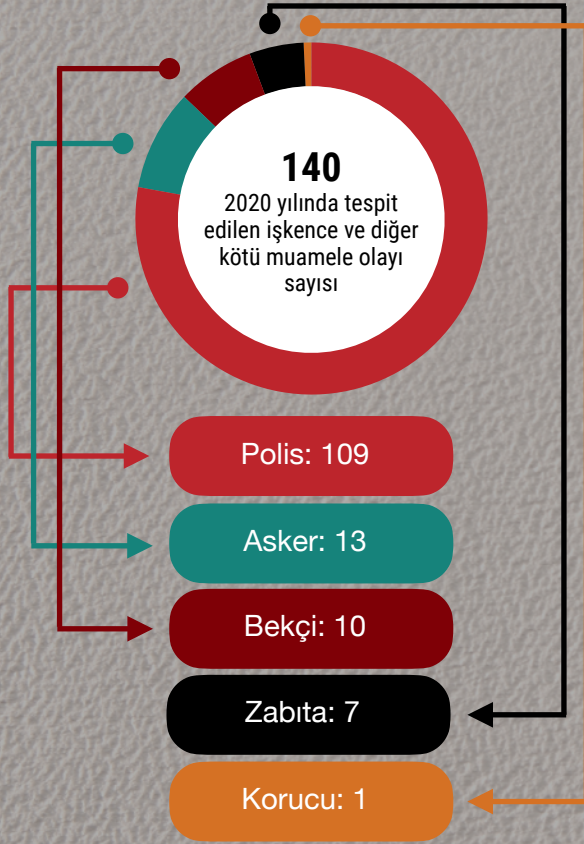 140
2020 yılında tespit
edilen işkence ve diğer
kötü muamele olayı
sayısı
Polis: 109
Asker: 13
Bekçi: 10
Zabıta: 7
Korucu: 1